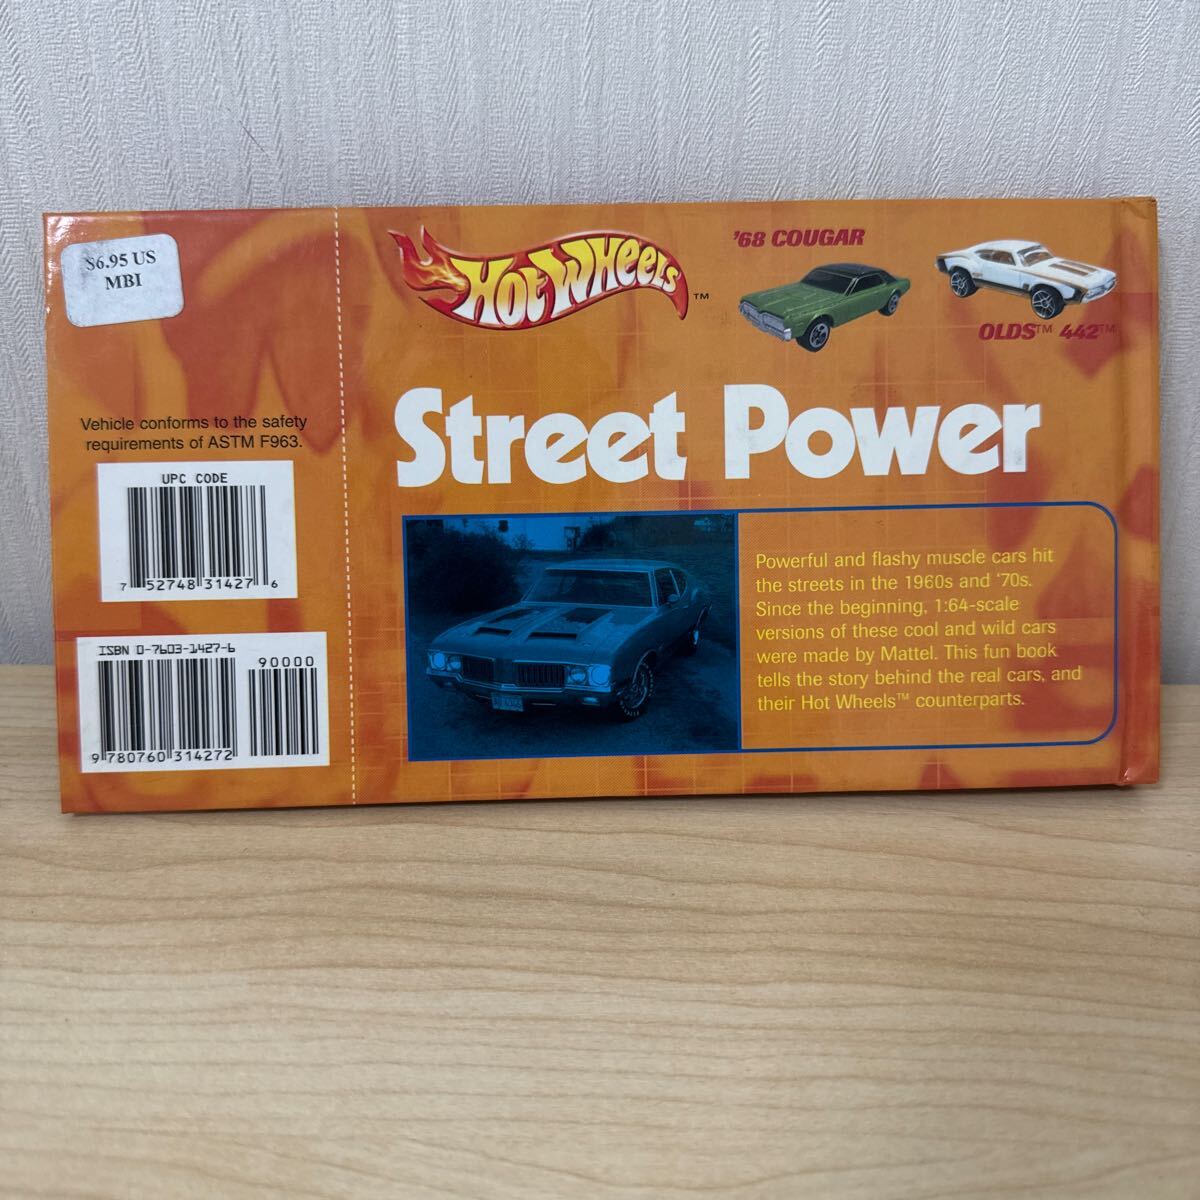 $6.95 US
MBI
Vehicle conforms to the safety
requirements of ASTM F963.
UPC CODE
7 52748 31427 6
ISBN 0-7603-1427-6
90000
9 780760 314272
Hot Wheels™
'68 COUGAR
OLDS™ 442™
Street Power
Powerful and flashy muscle cars hit
the streets in the 1960s and '70s.
Since the beginning, 1:64-scale
versions of these cool and wild cars
were made by Mattel. This fun book
tells the story behind the real cars, and
their Hot Wheels™ counterparts.